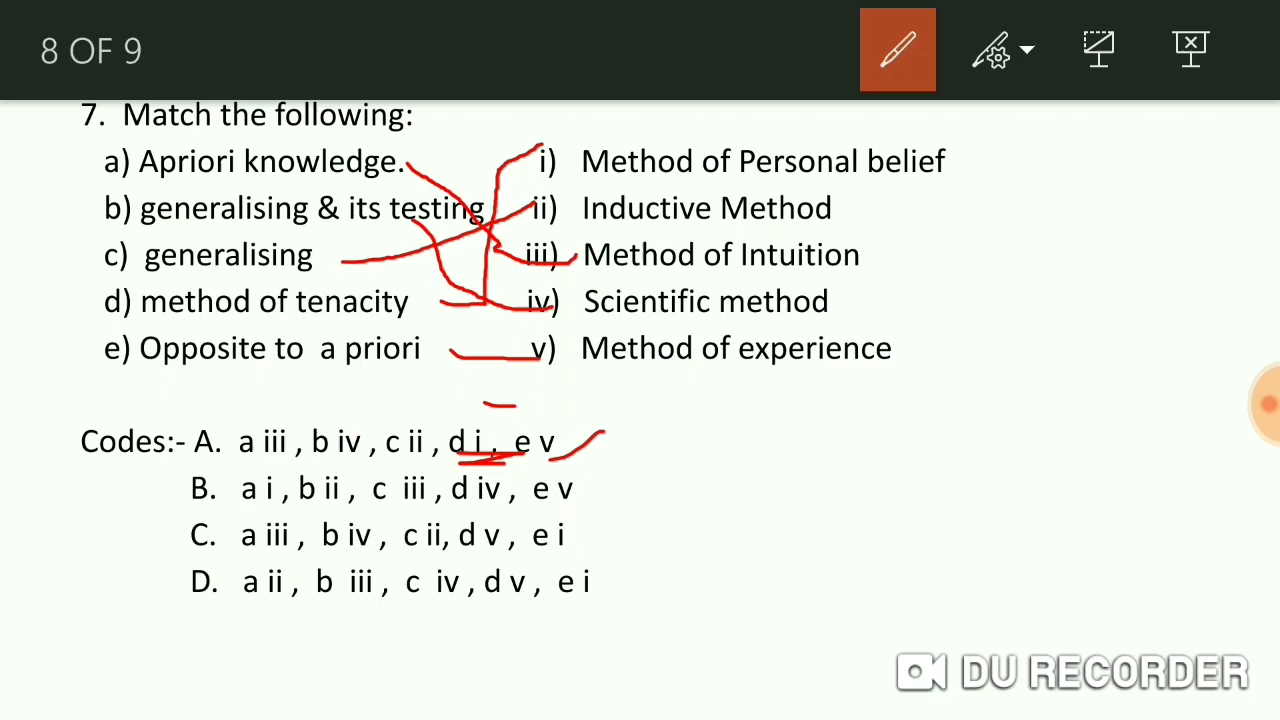 8 OF 9
7. Match the following:
a) Apriori knowledge. i) Method of Personal belief
b) generalising & its testing ii) Inductive Method
c) generalising iii) Method of Intuition
d) method of tenacity iv) Scientific method
e) Opposite to a priori v) Method of experience
Codes:- A. a iii , b iv , c ii , d i , e v
B. a i , b ii , c iii , d iv , e v
C. a iii , b iv , c ii, d v , e i
D. a ii , b iii , c iv , d v , e i
DU RECORDER